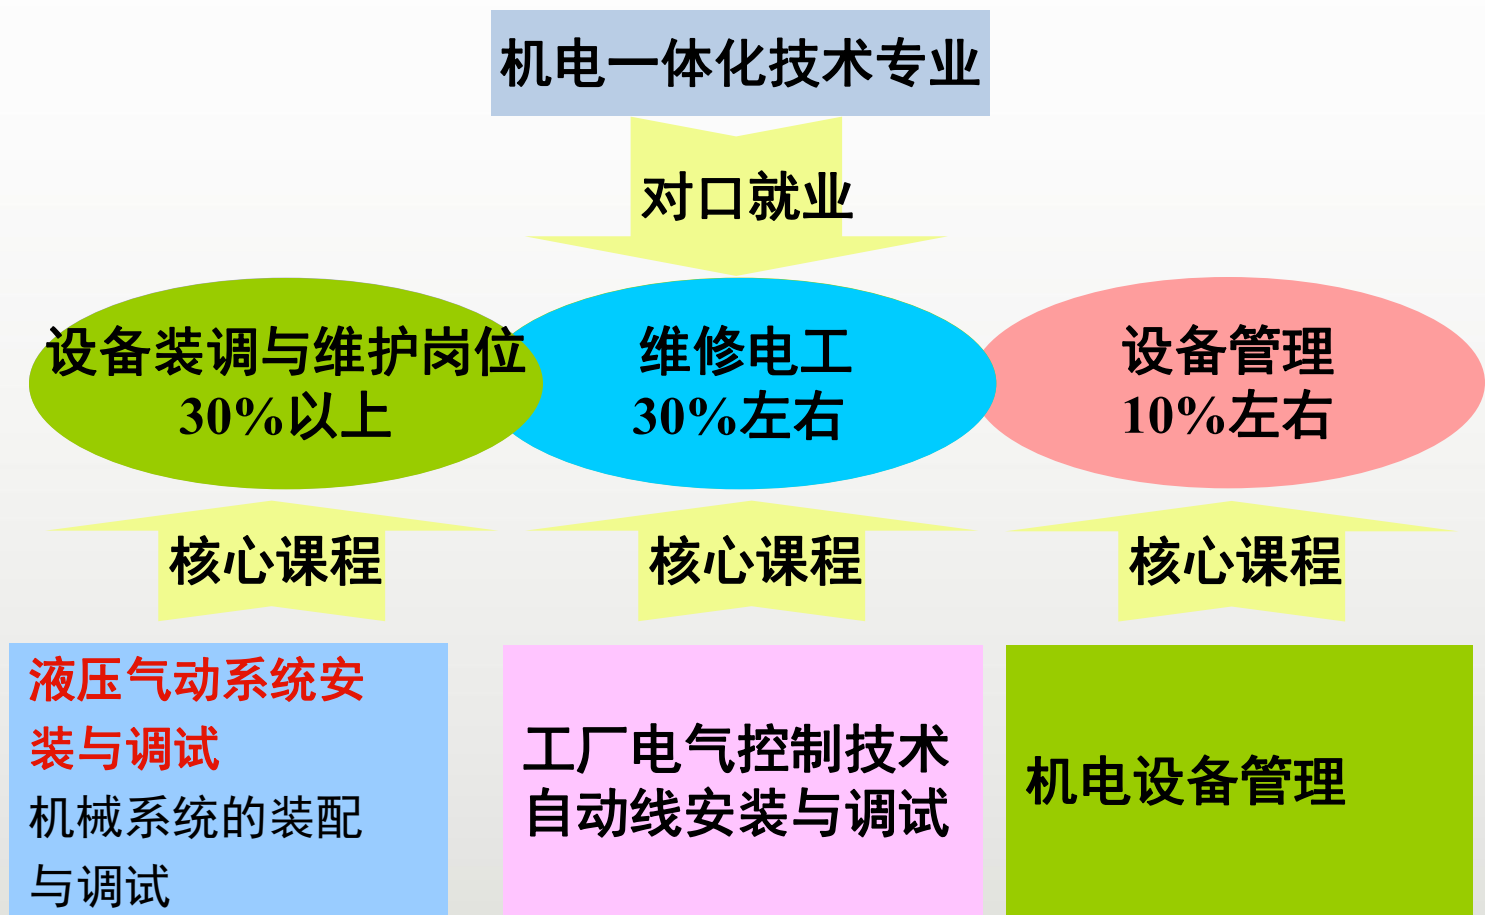 机电一体化技术专业
对口就业
设备装调与维护岗位
30%以上
维修电工
30%左右
设备管理
10%左右
核心课程
核心课程
核心课程
液压气动系统安
装与调试
机械系统的装配
与调试
工厂电气控制技术
自动线安装与调试
机电设备管理